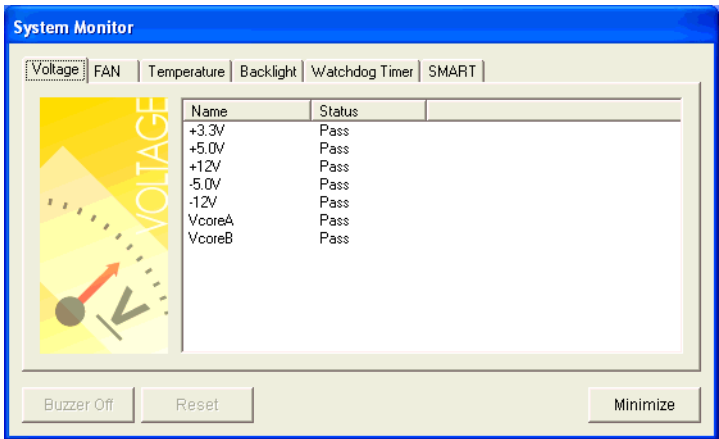 System Monitor
Voltage FAN Temperature Backlight Watchdog Timer SMART
VOLTAGE
V
Name Status
+3.3V Pass
+5.0V Pass
+12V Pass
-5.0V Pass
-12V Pass
VcoreA Pass
VcoreB Pass
Buzzer Off Reset Minimize